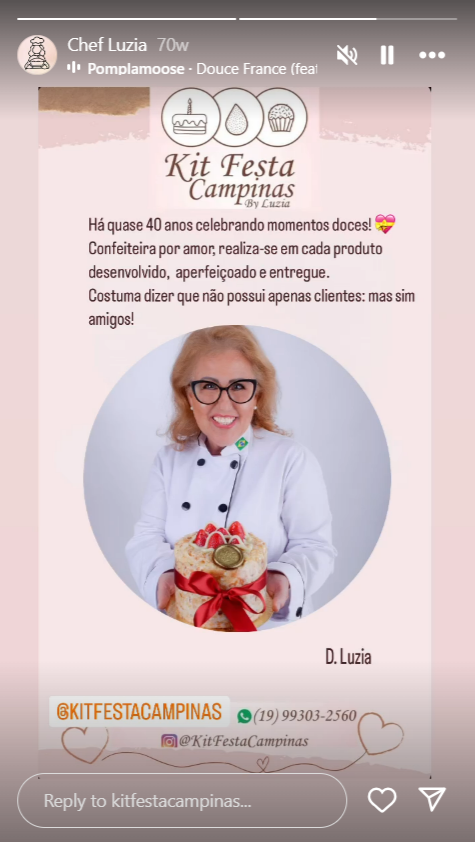 Chef Luzia 70w
Pomplamoose · Douce France (feat
Kit Festa
Campinas
By Luzia
Há quase 40 anos celebrando momentos doces! 💝
Confeiteira por amor, realiza-se em cada produto
desenvolvido, aperfeiçoado e entregue.
Costuma dizer que não possui apenas clientes: mas sim
amigos!
D. Luzia
@KITFESTACAMPINAS
(19) 99303-2560
@KitFestaCampinas
Reply to kitfestacampinas...